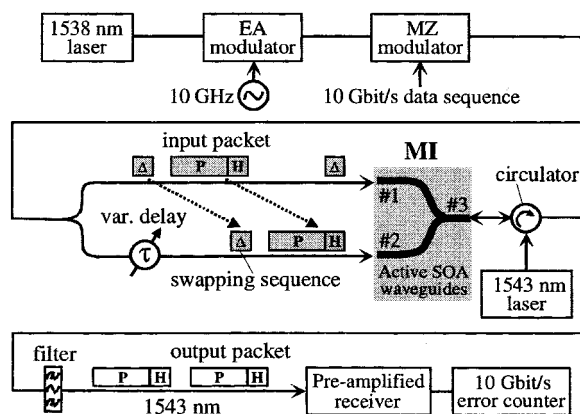 1538 nm
laser
EA
modulator
MZ
modulator
10 GHz
10 Gbit/s data sequence
input packet
MI
Δ
P H
Δ
circulator
#1
#3
var. delay
τ
Δ
P H
#2
swapping sequence
Active SOA
waveguides
1543 nm
laser
filter
output packet
P H
P H
1543 nm
Pre-amplified
receiver
10 Gbit/s
error counter